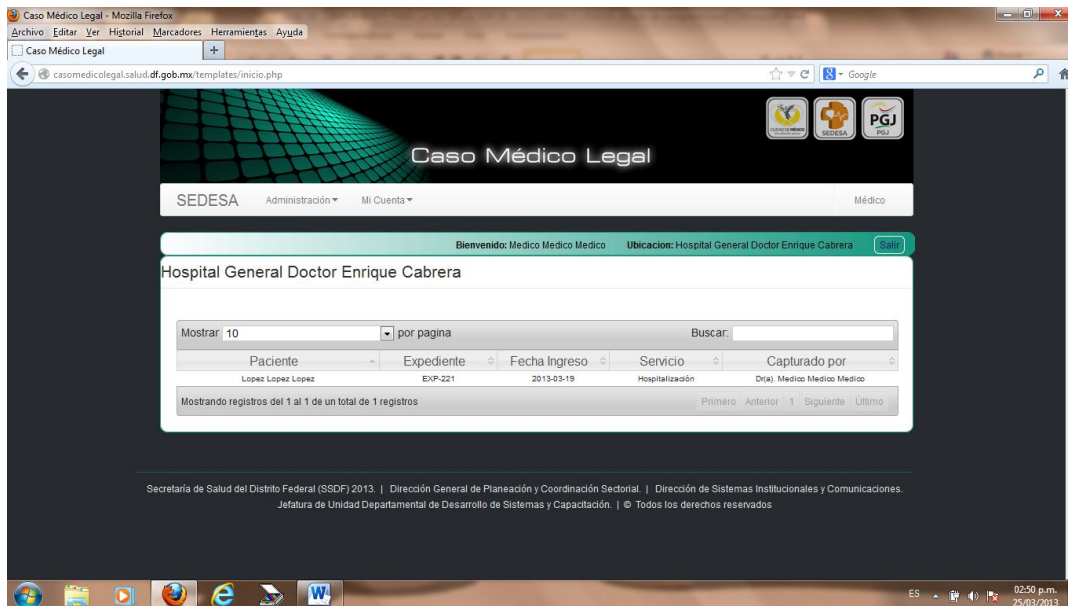 Caso Médico Legal - Mozilla Firefox
Archivo Editar Ver Historial Marcadores Herramientas Ayuda
Caso Médico Legal +
casomedicolegal.salud.df.gob.mx/templates/inicio.php Google
CIUDAD DE MÉXICO SEDESA PGJ PGJ
Caso Médico Legal
SEDESA Administración Mi Cuenta Médico
Bienvenido: Medico Medico Medico Ubicacion: Hospital General Doctor Enrique Cabrera Salir
Hospital General Doctor Enrique Cabrera
Mostrar 10 por pagina Buscar:
Paciente Expediente Fecha Ingreso Servicio Capturado por
Lopez Lopez Lopez EXP-221 2013-03-19 Hospitalización Dr(a). Medico Medico Medico
Mostrando registros del 1 al 1 de un total de 1 registros Primero Anterior 1 Siguiente Último
Secretaría de Salud del Distrito Federal (SSDF) 2013. | Dirección General de Planeación y Coordinación Sectorial. | Dirección de Sistemas Institucionales y Comunicaciones.
Jefatura de Unidad Departamental de Desarrollo de Sistemas y Capacitación. | © Todos los derechos reservados
ES 02:50 p.m.
25/03/2013